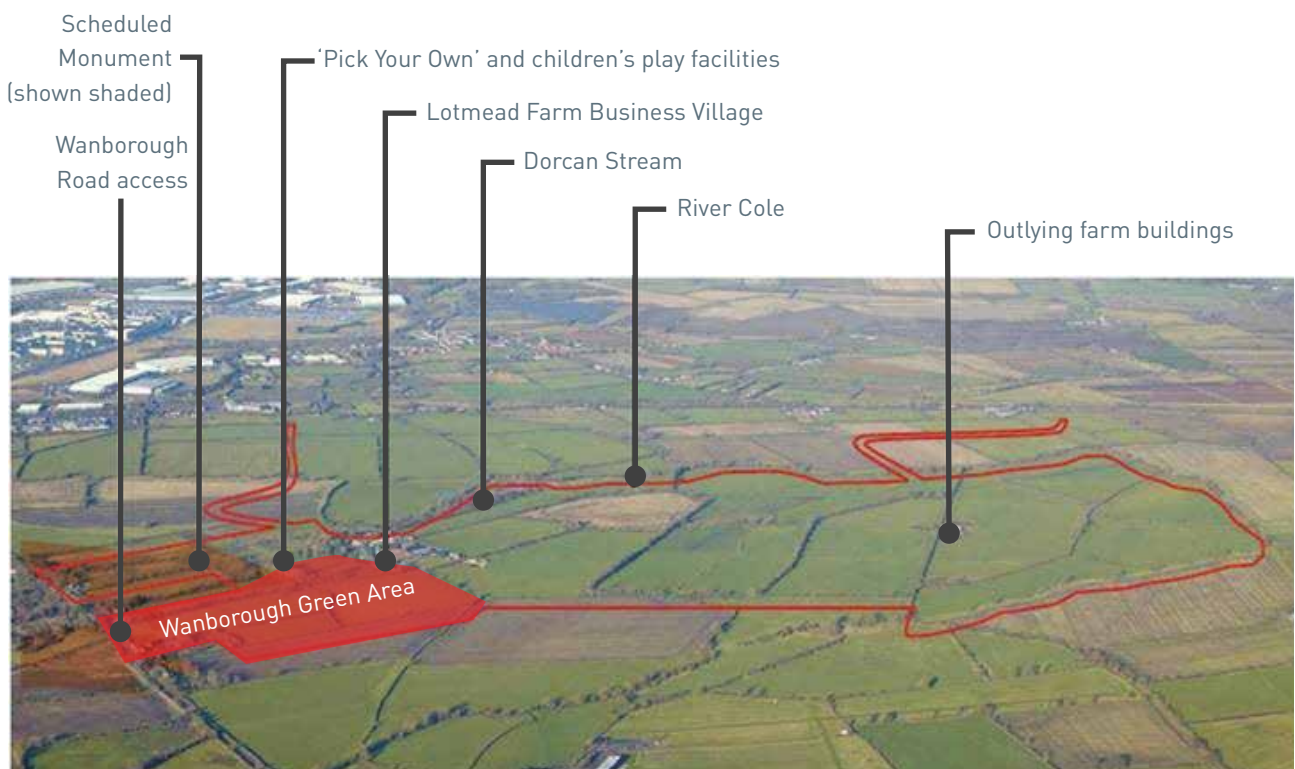 Scheduled
Monument
(shown shaded)
'Pick Your Own' and children's play facilities
Lotmead Farm Business Village
Wanborough
Road access
Dorcan Stream
River Cole
Outlying farm buildings
Wanborough Green Area